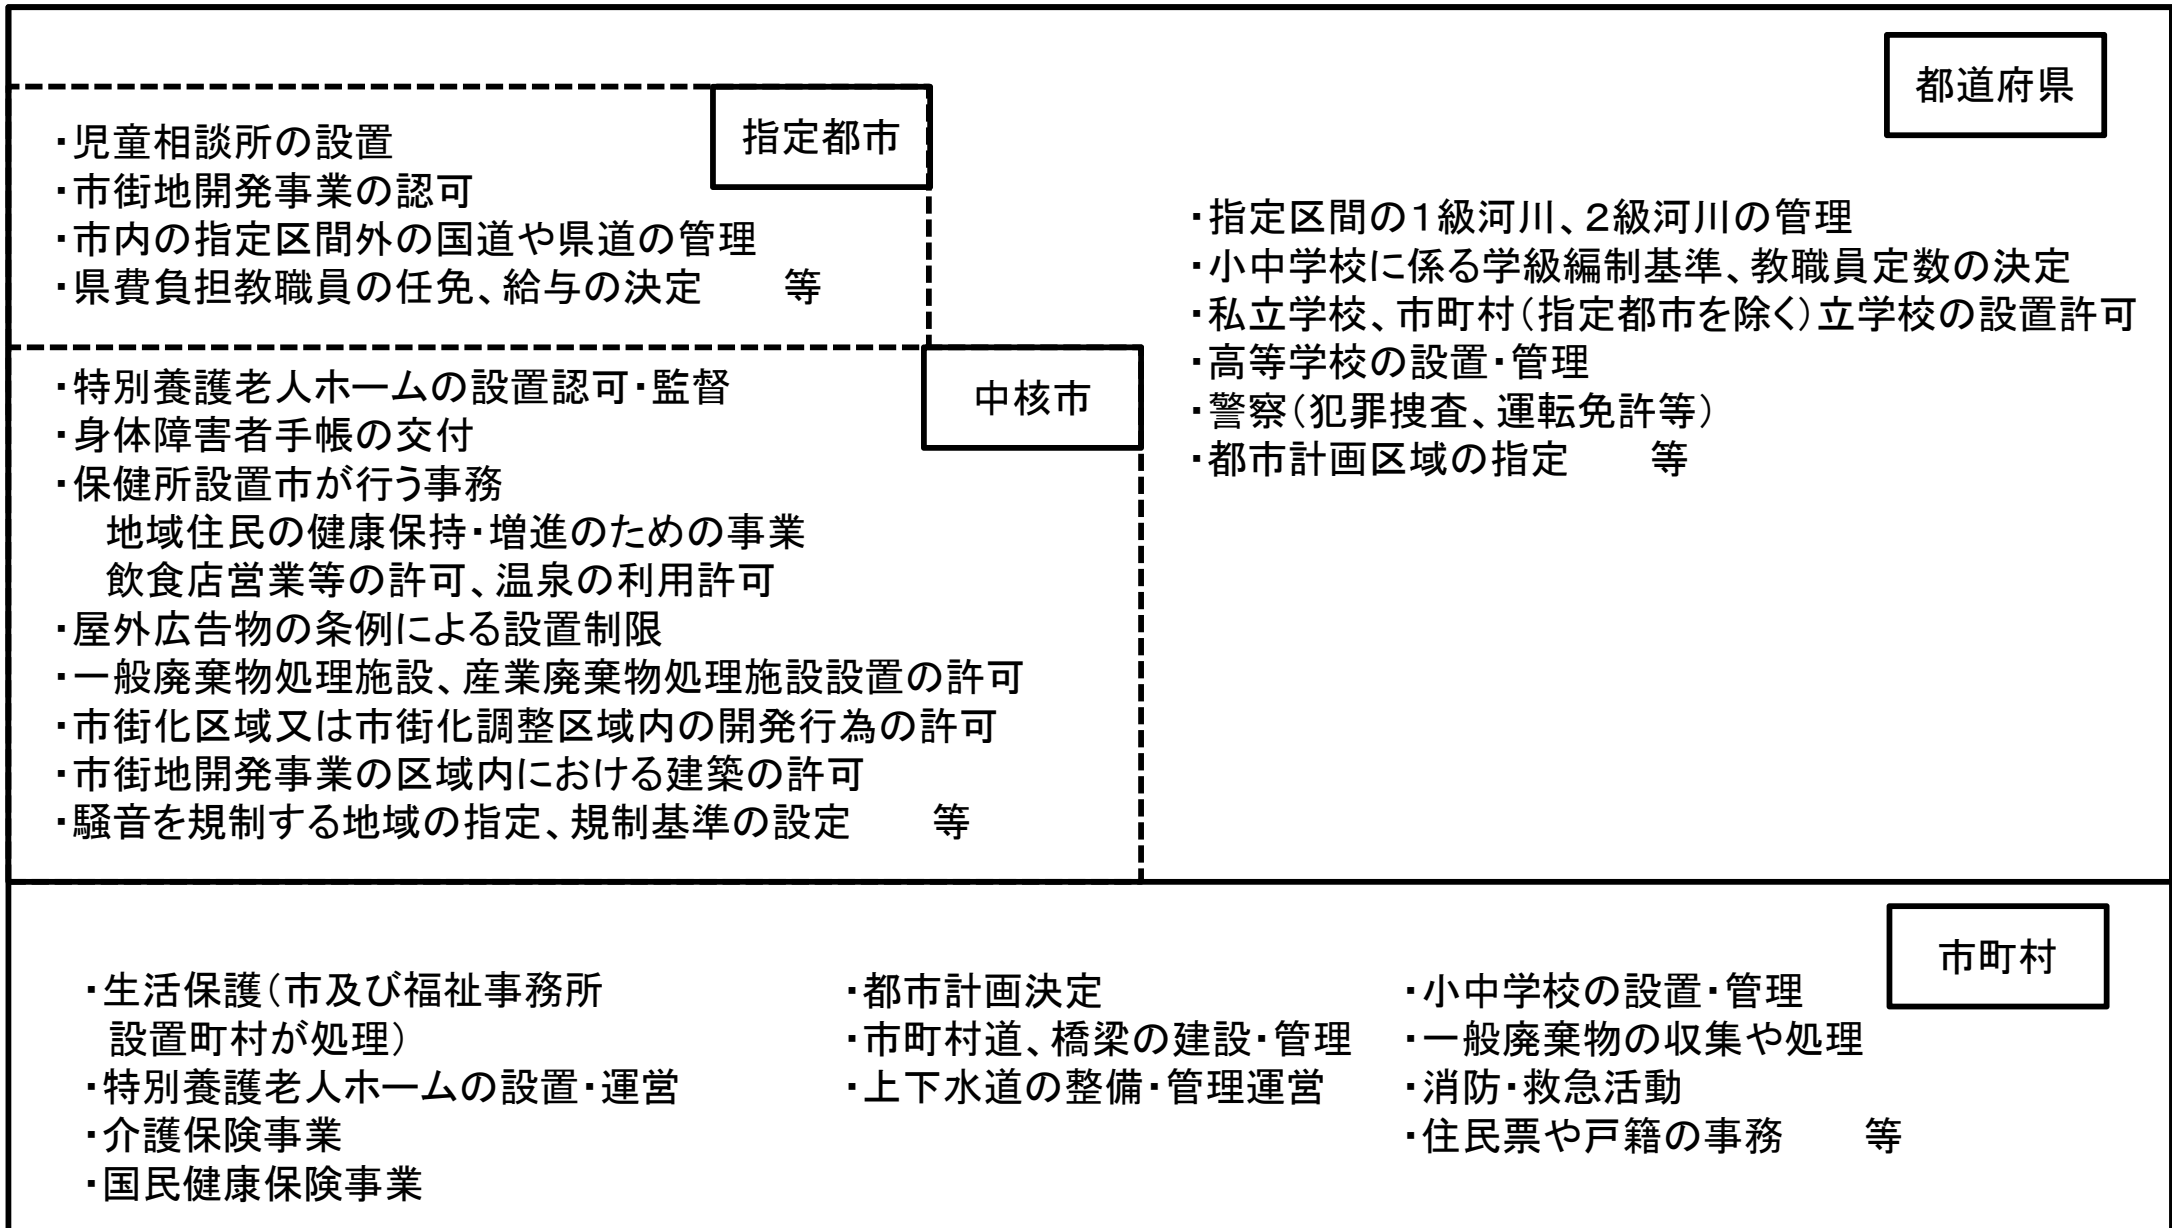 都道府県
指定都市
・児童相談所の設置
・市街地開発事業の認可
・市内の指定区間外の国道や県道の管理
・県費負担教職員の任免、給与の決定　　等
中核市
・特別養護老人ホームの設置認可・監督
・身体障害者手帳の交付
・保健所設置市が行う事務
地域住民の健康保持・増進のための事業
飲食店営業等の許可、温泉の利用許可
・屋外広告物の条例による設置制限
・一般廃棄物処理施設、産業廃棄物処理施設設置の許可
・市街化区域又は市街化調整区域内の開発行為の許可
・市街地開発事業の区域内における建築の許可
・騒音を規制する地域の指定、規制基準の設定　　等
・指定区間の１級河川、２級河川の管理
・小中学校に係る学級編制基準、教職員定数の決定
・私立学校、市町村（指定都市を除く）立学校の設置許可
・高等学校の設置・管理
・警察（犯罪捜査、運転免許等）
・都市計画区域の指定　　等
市町村
・生活保護（市及び福祉事務所
設置町村が処理）
・特別養護老人ホームの設置・運営
・介護保険事業
・国民健康保険事業
・都市計画決定
・市町村道、橋梁の建設・管理
・上下水道の整備・管理運営
・小中学校の設置・管理
・一般廃棄物の収集や処理
・消防・救急活動
・住民票や戸籍の事務　　等